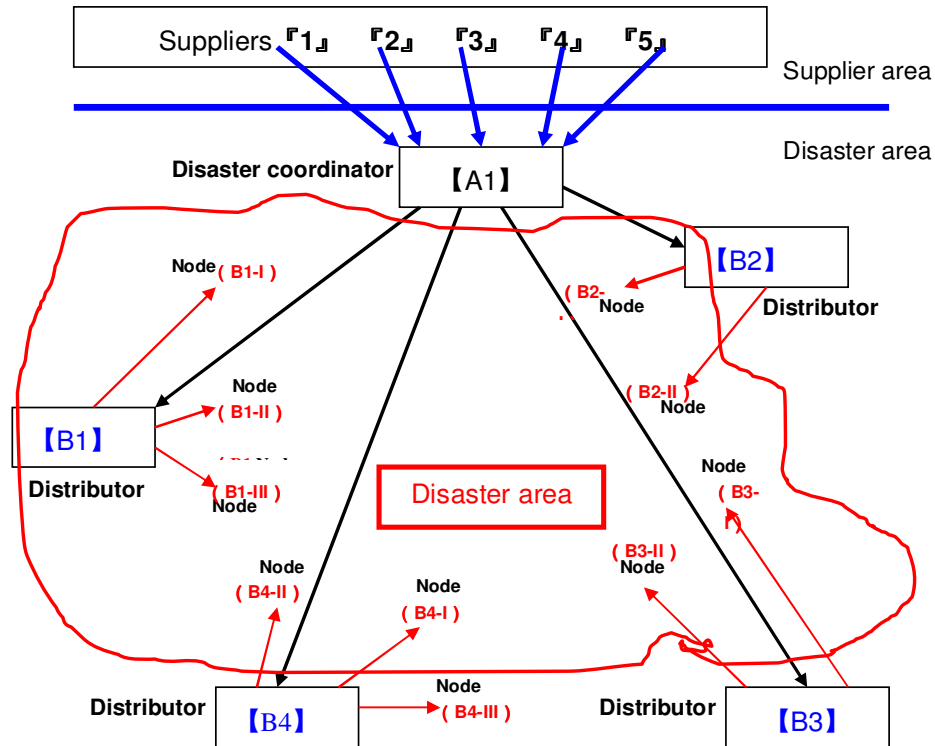 Suppliers 『1』 『2』 『3』 『4』 『5』
Supplier area
Disaster area
Disaster coordinator
【A1】
Node ( B1-I )
( B2-
Node
【B2】
Distributor
Node
( B1-II )
( B2-II )
Node
【B1】
Distributor
( B1-III )
Node
Disaster area
Node
( B3-
( B3-II )
Node
Node
( B4-II )
Node
( B4-I )
Distributor
【B4】
Node
( B4-III )
Distributor
【B3】